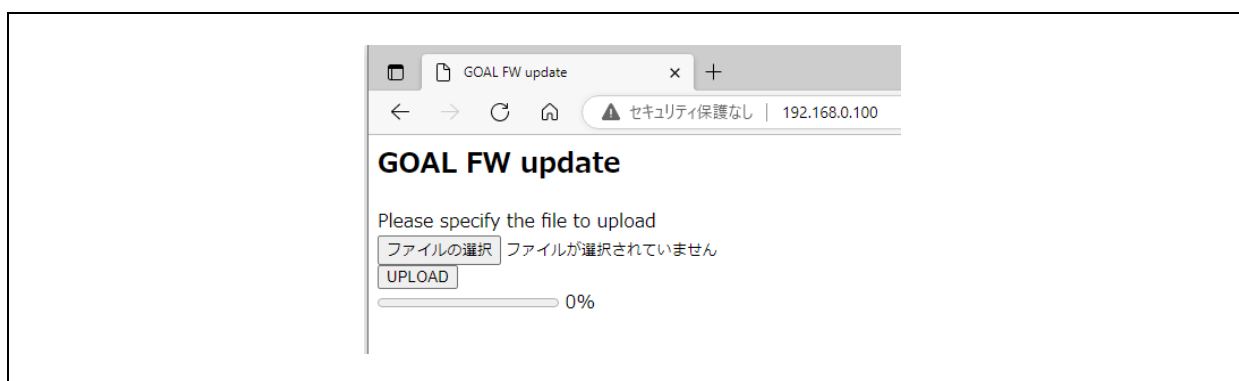 GOAL FW update
セキュリティ保護なし | 192.168.0.100
GOAL FW update
Please specify the file to upload
ファイルの選択 ファイルが選択されていません
UPLOAD
0%